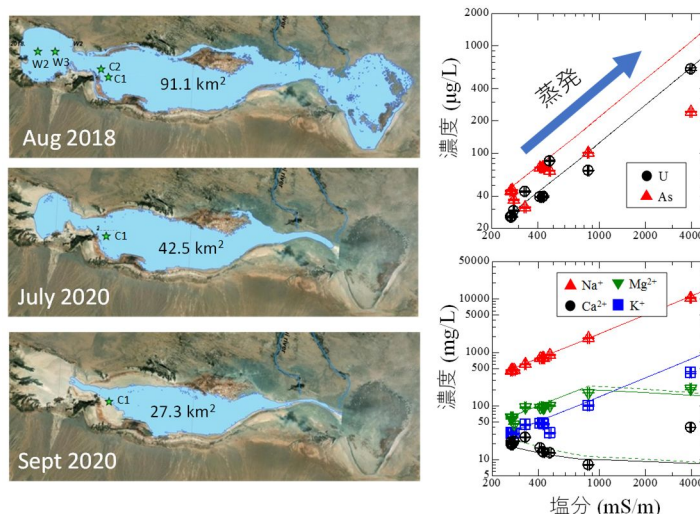 W2
W2
W3
C2
C1
91.1 km²
Aug 2018
C1
42.5 km²
July 2020
C1
27.3 km²
Sept 2020
濃度 (µg/L)
2000
1000
400
200
100
40
20
蒸発
U
As
200
400
1000
4000
濃度 (mg/L)
10000
5000
1000
500
100
50
10
5
Na⁺
Mg²⁺
Ca²⁺
K⁺
200
400
1000
4000
塩分 (mS/m)